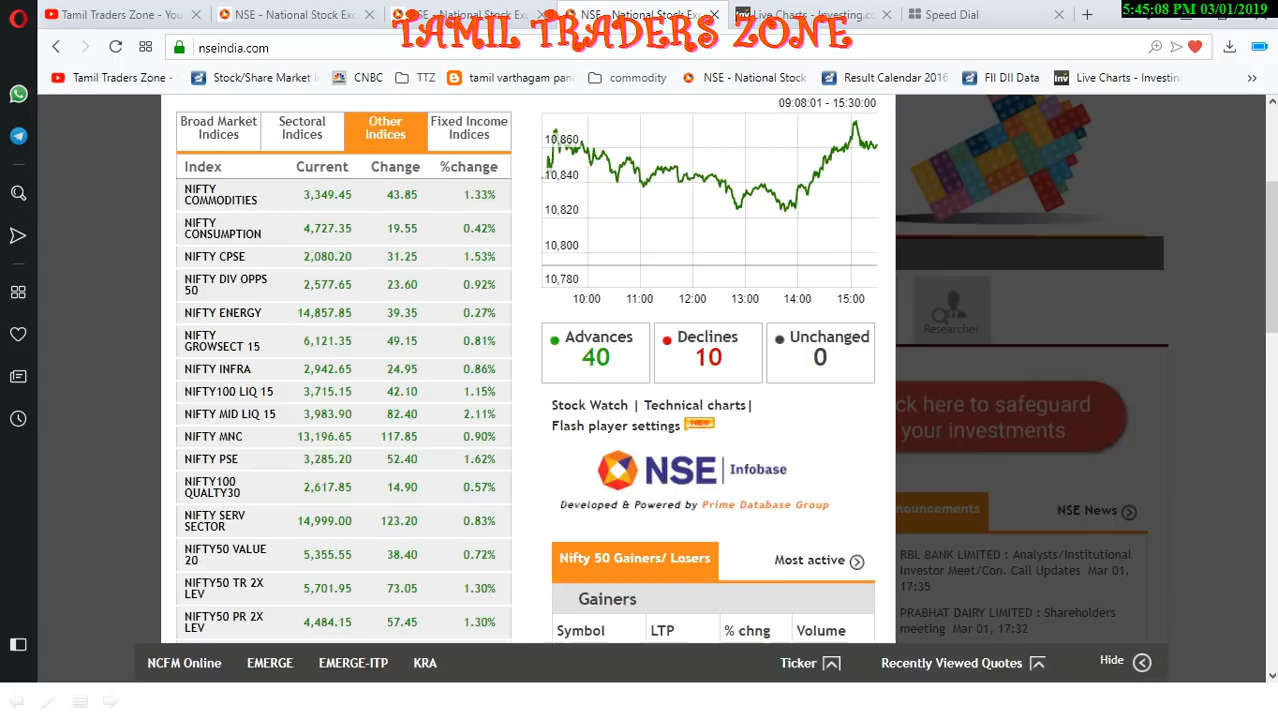 Tamil Traders Zone - You
NSE - National Stock Exc
NSE - National Stock Exc
NSE - National Stock Ex
Live Charts - Investing.co
Speed Dial
5:45:08 PM 03/01/2019
TAMIL TRADERS ZONE
nseindia.com
Tamil Traders Zone -
Stock/Share Market
CNBC
TTZ
tamil varthagam pan
commodity
NSE - National Stock
Result Calendar 2016
FII DII Data
Live Charts - Investin
09:08:01 - 15:30:00
Broad Market Indices
Sectoral Indices
Other Indices
Fixed Income Indices
Index Current Change %change
NIFTY COMMODITIES 3,349.45 43.85 1.33%
NIFTY CONSUMPTION 4,727.35 19.55 0.42%
NIFTY CPSE 2,080.20 31.25 1.53%
NIFTY DIV OPPS 50 2,577.65 23.60 0.92%
NIFTY ENERGY 14,857.85 39.35 0.27%
NIFTY GROWSECT 15 6,121.35 49.15 0.81%
NIFTY INFRA 2,942.65 24.95 0.86%
NIFTY100 LIQ 15 3,715.15 42.10 1.15%
NIFTY MID LIQ 15 3,983.90 82.40 2.11%
NIFTY MNC 13,196.65 117.85 0.90%
NIFTY PSE 3,285.20 52.40 1.62%
NIFTY100 QUALTY30 2,617.85 14.90 0.57%
NIFTY SERV SECTOR 14,999.00 123.20 0.83%
NIFTY50 VALUE 20 5,355.55 38.40 0.72%
NIFTY50 TR 2X LEV 5,701.95 73.05 1.30%
NIFTY50 PR 2X LEV 4,484.15 57.45 1.30%
10,860
10,840
10,820
10,800
10,780
10:00 11:00 12:00 13:00 14:00 15:00
Advances 40
Declines 10
Unchanged 0
Stock Watch | Technical charts|
Flash player settings NEW
NSE | Infobase
Developed & Powered by Prime Database Group
Nifty 50 Gainers/ Losers
Most active
Gainers
Symbol LTP % chng Volume
Researcher
ck here to safeguard
your investments
nouncements
NSE News
RBL BANK LIMITED : Analysts/Institutional
Investor Meet/Con. Call Updates Mar 01,
17:35
PRABHAT DAIRY LIMITED : Shareholders
meeting Mar 01, 17:32
NCFM Online EMERGE EMERGE-ITP KRA Ticker Recently Viewed Quotes Hide